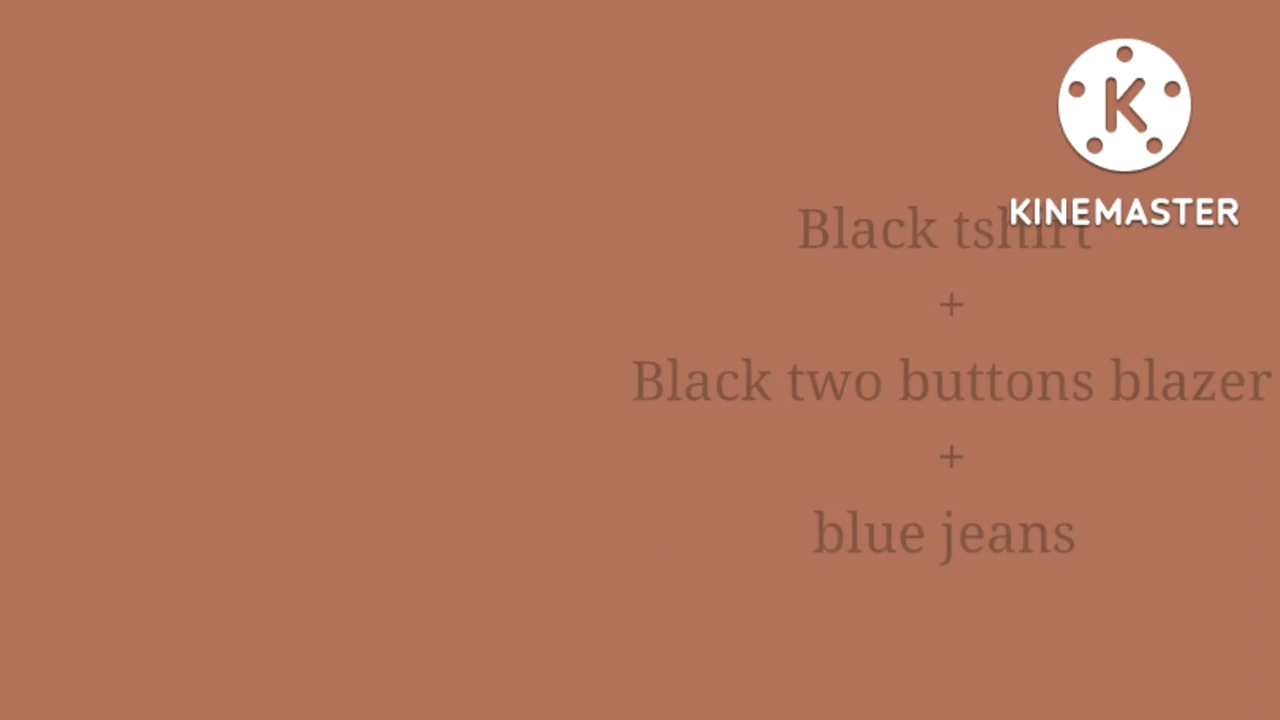 K
KINEMASTER
Black tshirt
+
Black two buttons blazer
+
blue jeans